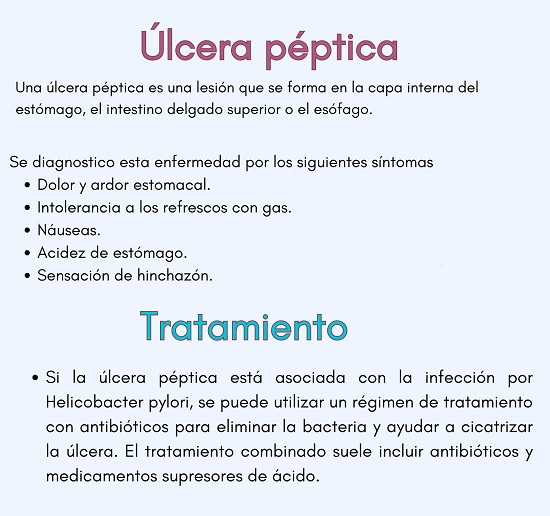 Úlcera péptica
Una úlcera péptica es una lesión que se forma en la capa interna del
estómago, el intestino delgado superior o el esófago.
Se diagnostico esta enfermedad por los siguientes síntomas
• Dolor y ardor estomacal.
• Intolerancia a los refrescos con gas.
• Náuseas.
• Acidez de estómago.
• Sensación de hinchazón.
Tratamiento
• Si la úlcera péptica está asociada con la infección por
Helicobacter pylori, se puede utilizar un régimen de tratamiento
con antibióticos para eliminar la bacteria y ayudar a cicatrizar
la úlcera. El tratamiento combinado suele incluir antibióticos y
medicamentos supresores de ácido.